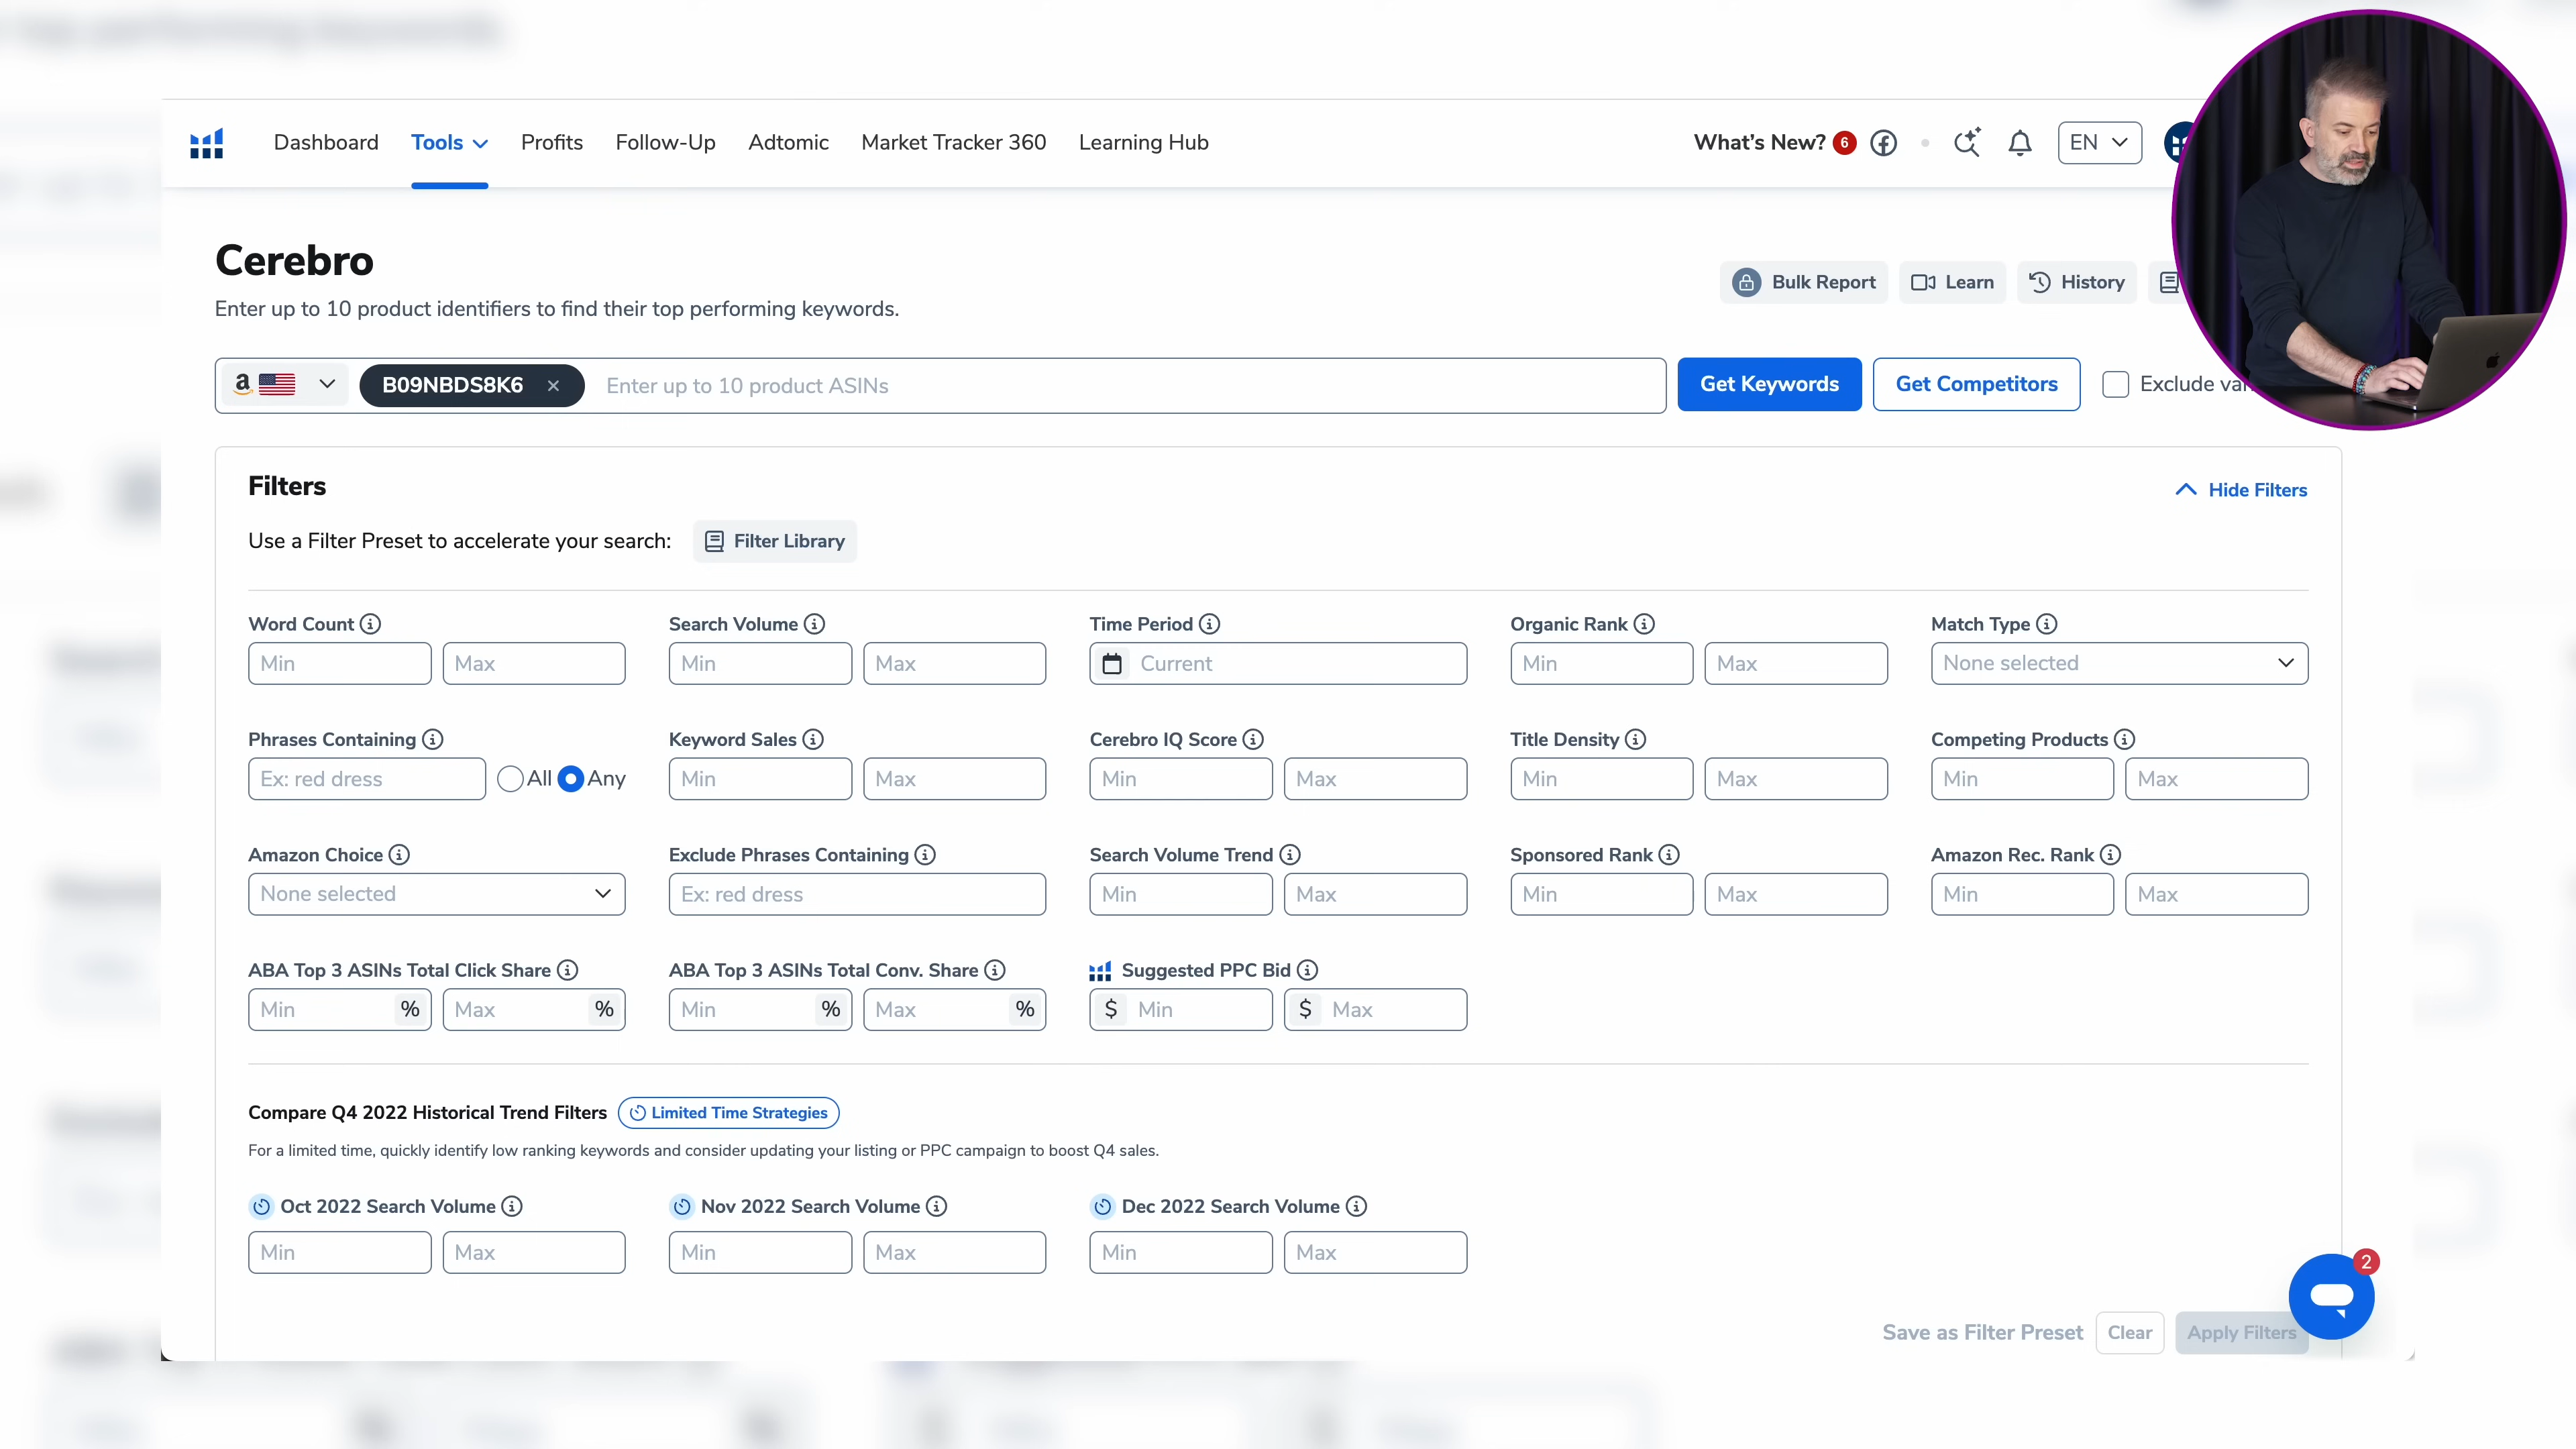 top performing keywords.
Dashboard Tools Profits Follow-Up Adtomic Market Tracker 360 Learning Hub What's New? 6 EN
Cerebro
Enter up to 10 product identifiers to find their top performing keywords.
Bulk Report Learn History
a B09NBDS8K6 × Enter up to 10 product ASINs Get Keywords Get Competitors Exclude
Filters
Hide Filters
Use a Filter Preset to accelerate your search: Filter Library
Word Count Search Volume Time Period Organic Rank Match Type
Min Max Min Max Current Min Max None selected
Phrases Containing Keyword Sales Cerebro IQ Score Title Density Competing Products
Ex: red dress All Any Min Max Min Max Min Max Min Max
Amazon Choice Exclude Phrases Containing Search Volume Trend Sponsored Rank Amazon Rec. Rank
None selected Ex: red dress Min Max Min Max Min Max
ABA Top 3 ASINs Total Click Share ABA Top 3 ASINs Total Conv. Share Suggested PPC Bid
Min % Max % Min % Max % $ Min $ Max
Compare Q4 2022 Historical Trend Filters Limited Time Strategies
For a limited time, quickly identify low ranking keywords and consider updating your listing or PPC campaign to boost Q4 sales.
Oct 2022 Search Volume Nov 2022 Search Volume Dec 2022 Search Volume
Min Max Min Max Min Max
2
Save as Filter Preset Clear Apply Filters